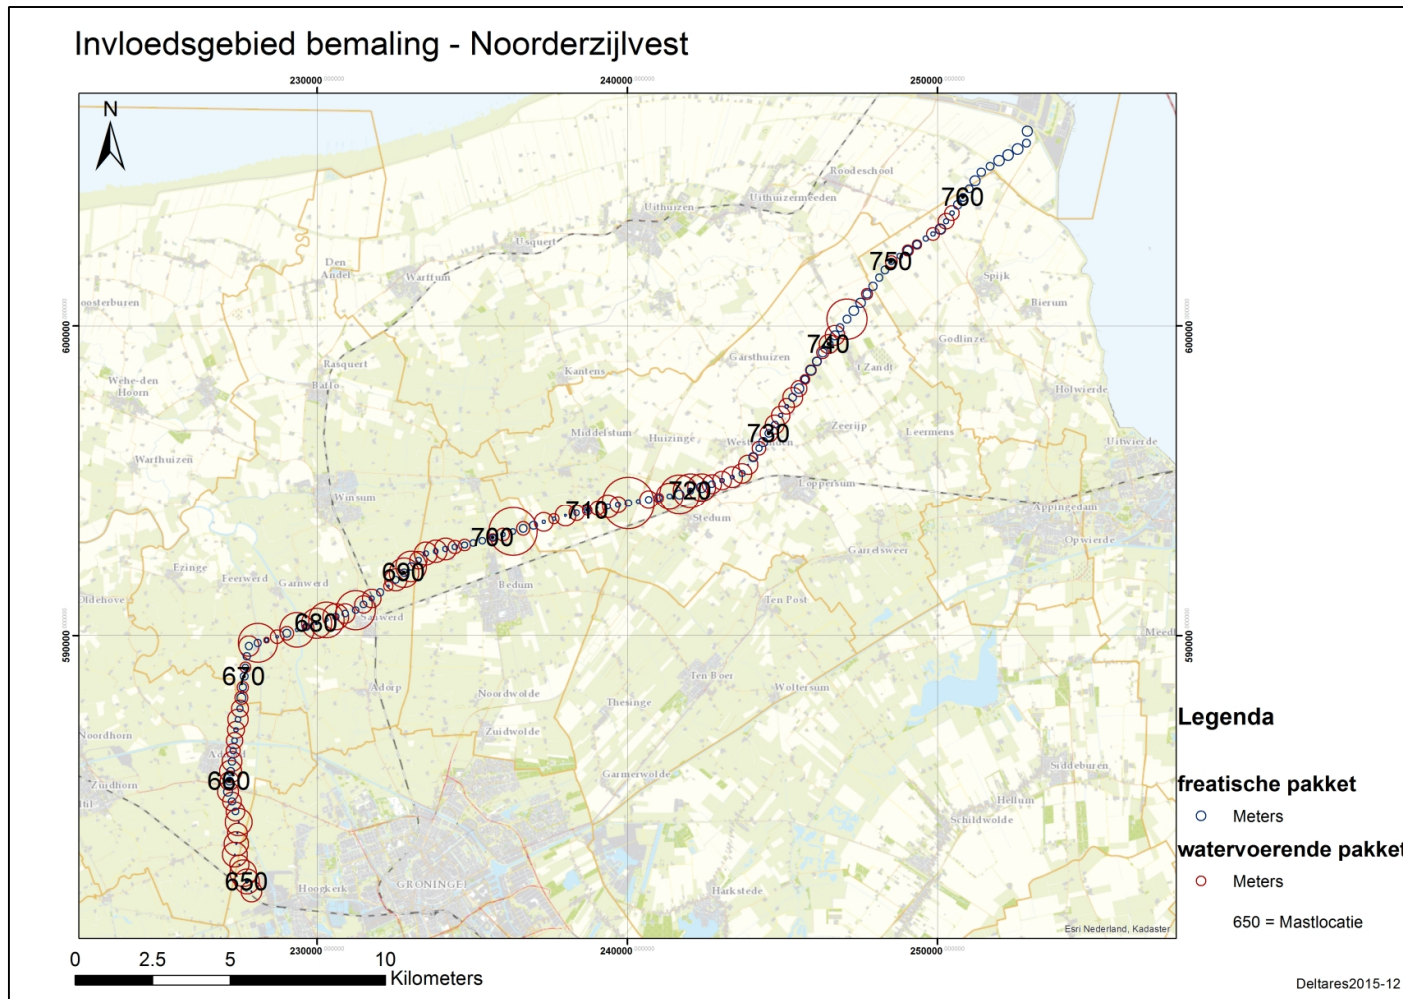 Invloedsgebied bemaling - Noorderzijlvest
230000 240000 250000
N
Roodeschool
Uithuizermeeden
Uithuizen
760
Usquert
Den
Andel
750
Warffum
Spijk
oosterburen
Bierum
600000 600000
740
Godlinze
Garsthuizen
Rasquert
't Zandt
Kantens
Wehe-den
Hoorn
Baflo
Holwierde
730
Zeerijp
Leermens
Middelstum
Huizinge
Uitwierde
Warfhuizen
Loppersum
720
Winsum
710
Appingedam
Stedum
700
Opwierde
Garrelsweer
690
Ezinge
Feerwerd
Garnwerd
Bedum
Oldehove
Ten Post
680
Sauwerd
590000 590000
670
Ten Boer
Adorp
Noordwolde
Woltersum
Thesinge
Legenda
Noordhorn
Zuidwolde
660
Siddeburen
Garmerwolde
Zuidhorn
freatische pakket
Hellum
Meters
Schildwolde
watervoerende pakket
650
Hoogkerk
GRONINGEN
Harkstede
Meters
650 = Mastlocatie
Esri Nederland, Kadaster
230000 240000 250000
0 2.5 5 10
Kilometers
Deltares2015-12